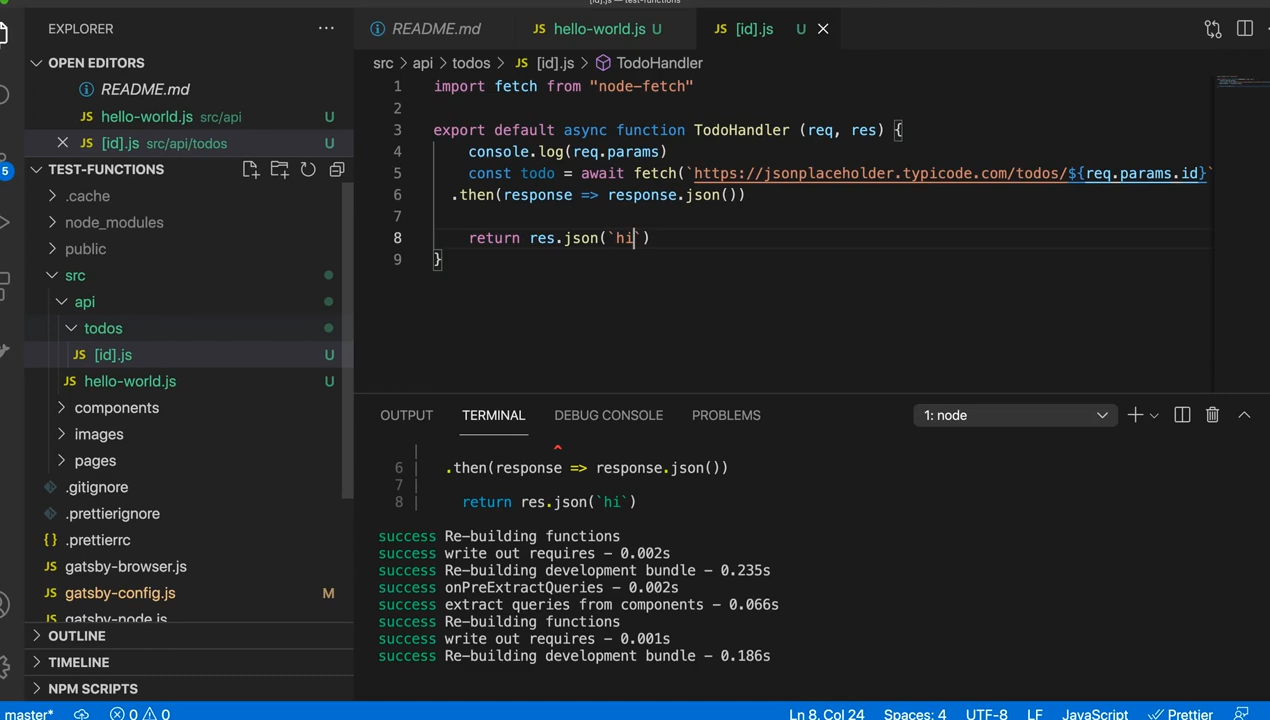 [id].js — test-functions
EXPLORER
OPEN EDITORS
README.md
hello-world.js src/api U
[id].js src/api/todos U
TEST-FUNCTIONS
5
.cache
node_modules
public
src
api
todos
JS [id].js U
JS hello-world.js U
components
images
pages
.gitignore
.prettierignore
{ } .prettierrc
JS gatsby-browser.js
JS gatsby-config.js M
JS gatsby-node.js
OUTLINE
TIMELINE
NPM SCRIPTS
README.md
JS hello-world.js U
JS [id].js U
src > api > todos > JS [id].js > TodoHandler
1 import fetch from "node-fetch"
2
3 export default async function TodoHandler (req, res) {
4 console.log(req.params)
5 const todo = await fetch(`https://jsonplaceholder.typicode.com/todos/${req.params.id}`
6 .then(response => response.json())
7
8 return res.json(`hi`)
9 }
OUTPUT TERMINAL DEBUG CONSOLE PROBLEMS 1: node
| ^
6 | .then(response => response.json())
7 |
8 | return res.json(`hi`)
success Re-building functions
success write out requires – 0.002s
success Re-building development bundle – 0.235s
success onPreExtractQueries – 0.002s
success extract queries from components – 0.066s
success Re-building functions
success write out requires – 0.001s
success Re-building development bundle – 0.186s
master* 0 0 Ln 8, Col 24 Spaces: 4 UTF-8 LF JavaScript Prettier